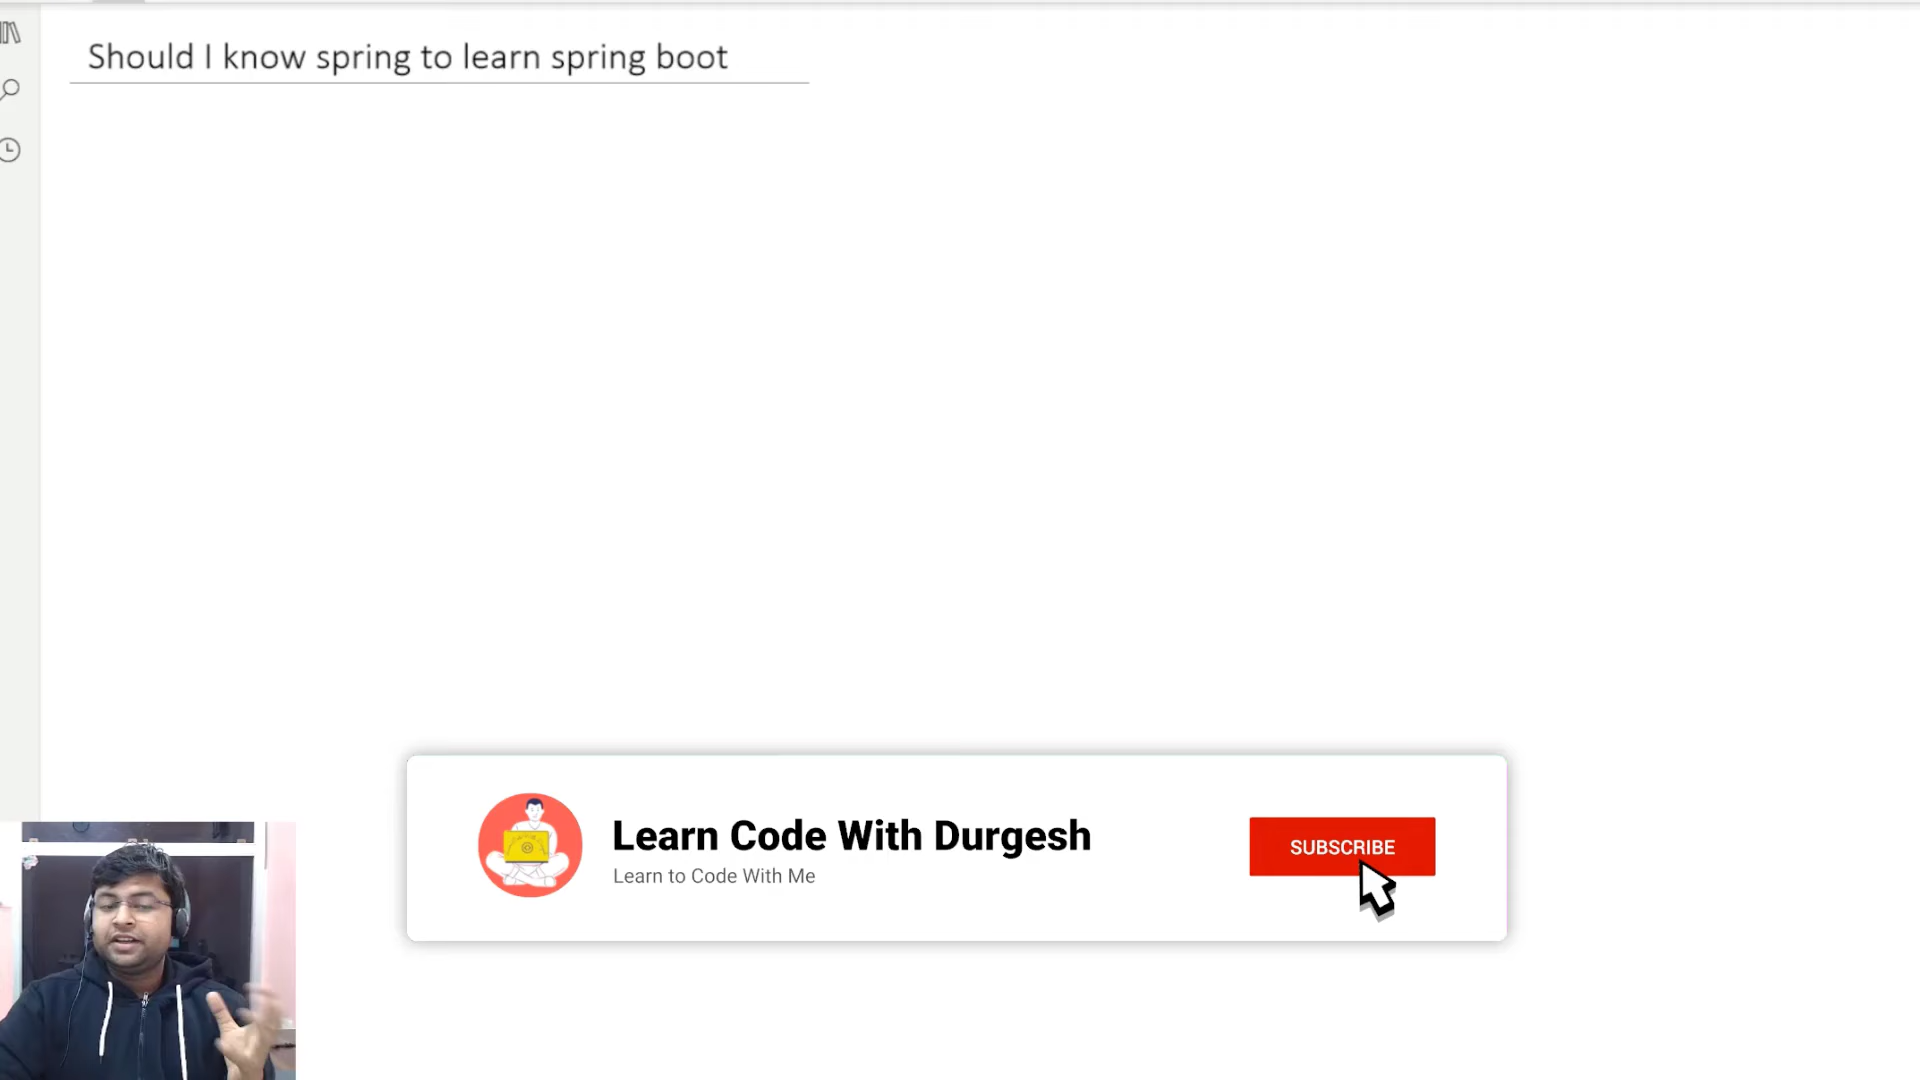 Should I know spring to learn spring boot
Learn Code With Durgesh
Learn to Code With Me
SUBSCRIBE